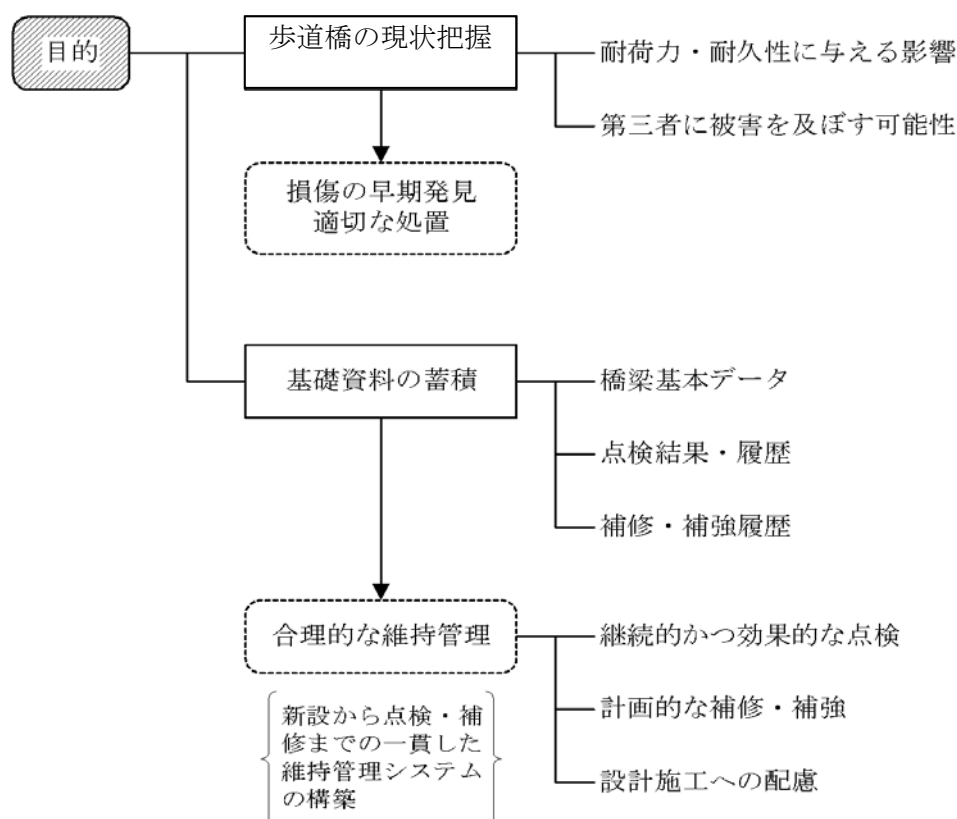 目的
歩道橋の現状把握
耐荷力・耐久性に与える影響
第三者に被害を及ぼす可能性
損傷の早期発見
適切な処置
基礎資料の蓄積
橋梁基本データ
点検結果・履歴
補修・補強履歴
合理的な維持管理
継続的かつ効果的な点検
計画的な補修・補強
設計施工への配慮
新設から点検・補
修までの一貫した
維持管理システム
の構築